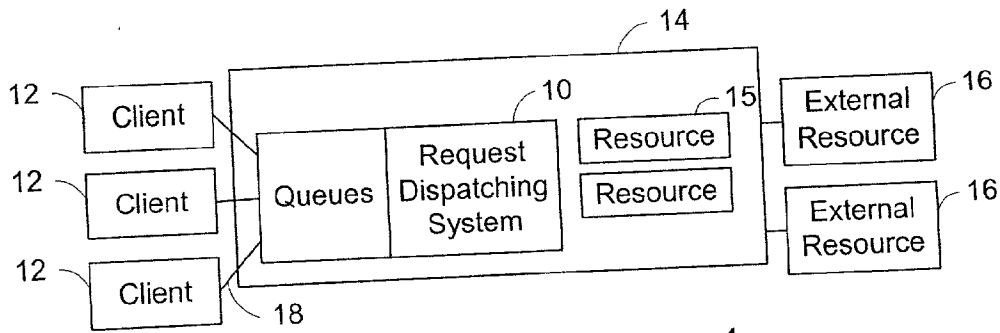 14
12
Client
10
15
External
Resource
16
Resource
Queues
Request
Dispatching
System
12
Client
Resource
External
Resource
16
12
Client
18